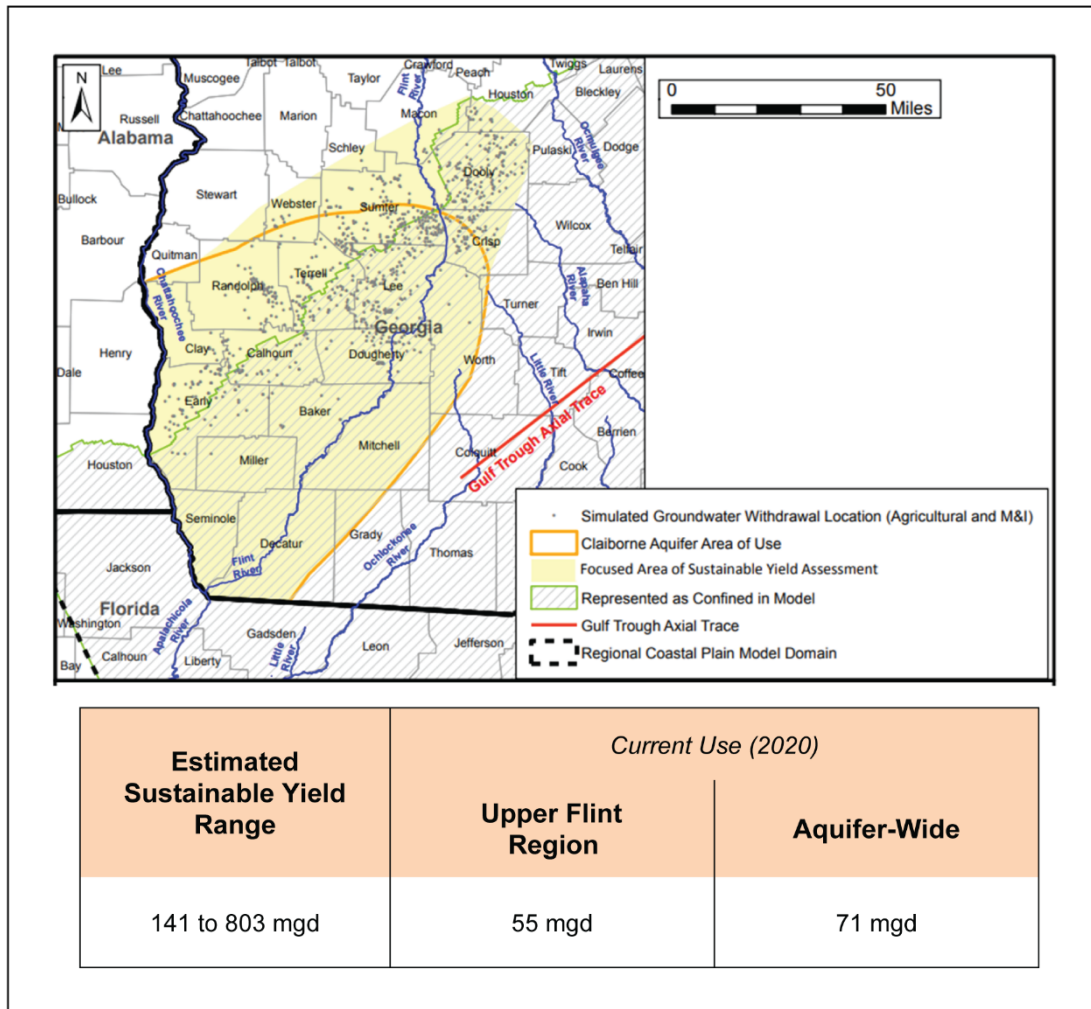 N
Lee
Muscogee
Talbot Talbot
Taylor
Crawford
Peach
Twiggs
Laurens
Houston
Bleckley
Flint
River
Macon
Russell
Chattahoochee
Marion
Alabama
Schley
Pulaski
Dodge
Ocmulgee
River
Dooly
Stewart
Bullock
Webster
Sumter
Wilcox
Barbour
Crisp
Telfair
Quitman
Chattahoochee
River
Randolph
Terrell
Lee
Alapaha
River
Ben Hill
Turner
Georgia
Irwin
Henry
Clay
Calhoun
Dougherty
Worth
Little River
Tift
Coffee
Dale
Early
Baker
Gulf Trough Axial Trace
Berrien
Mitchell
Colquitt
Cook
Houston
Miller
Seminole
Decatur
Grady
Ochlockonee
River
Thomas
Flint
River
Jackson
Florida
Washington
Apalachicola
River
Gadsden
Little
River
Leon
Jefferson
Bay
Calhoun
Liberty
0 50
Miles
Simulated Groundwater Withdrawal Location (Agricultural and M&I)
Claiborne Aquifer Area of Use
Focused Area of Sustainable Yield Assessment
Represented as Confined in Model
Gulf Trough Axial Trace
Regional Coastal Plain Model Domain
Estimated
Sustainable Yield
Range
Current Use (2020)
Upper Flint
Region
Aquifer-Wide
141 to 803 mgd
55 mgd
71 mgd